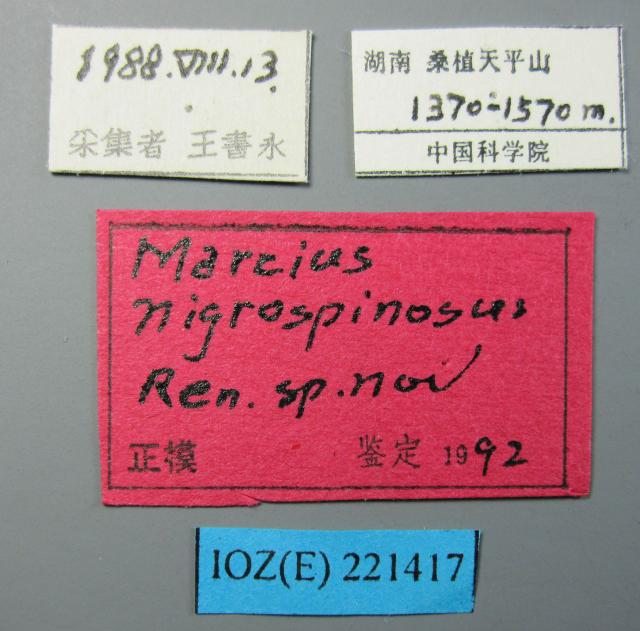 1988.VIII.13.
采集者 王書永
湖南 桑植天平山
1370-1570m.
中国科学院
Marcius
nigrospinosus
Ren. sp.nov
正模 鉴定 1992
IOZ(E) 221417